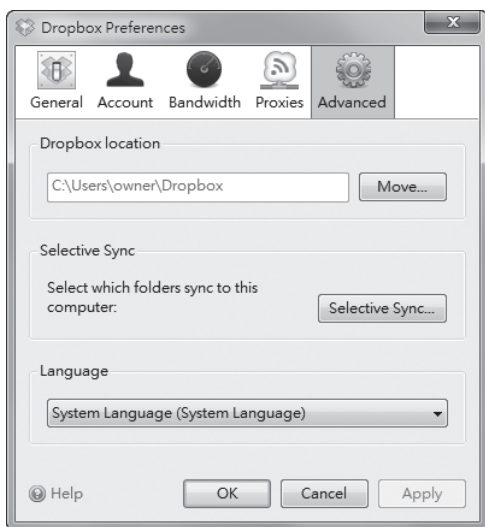 Dropbox Preferences
General Account Bandwidth Proxies Advanced
Dropbox location
C:\Users\owner\Dropbox Move...
Selective Sync
Select which folders sync to this
computer:
Selective Sync...
Language
System Language (System Language)
Help OK Cancel Apply